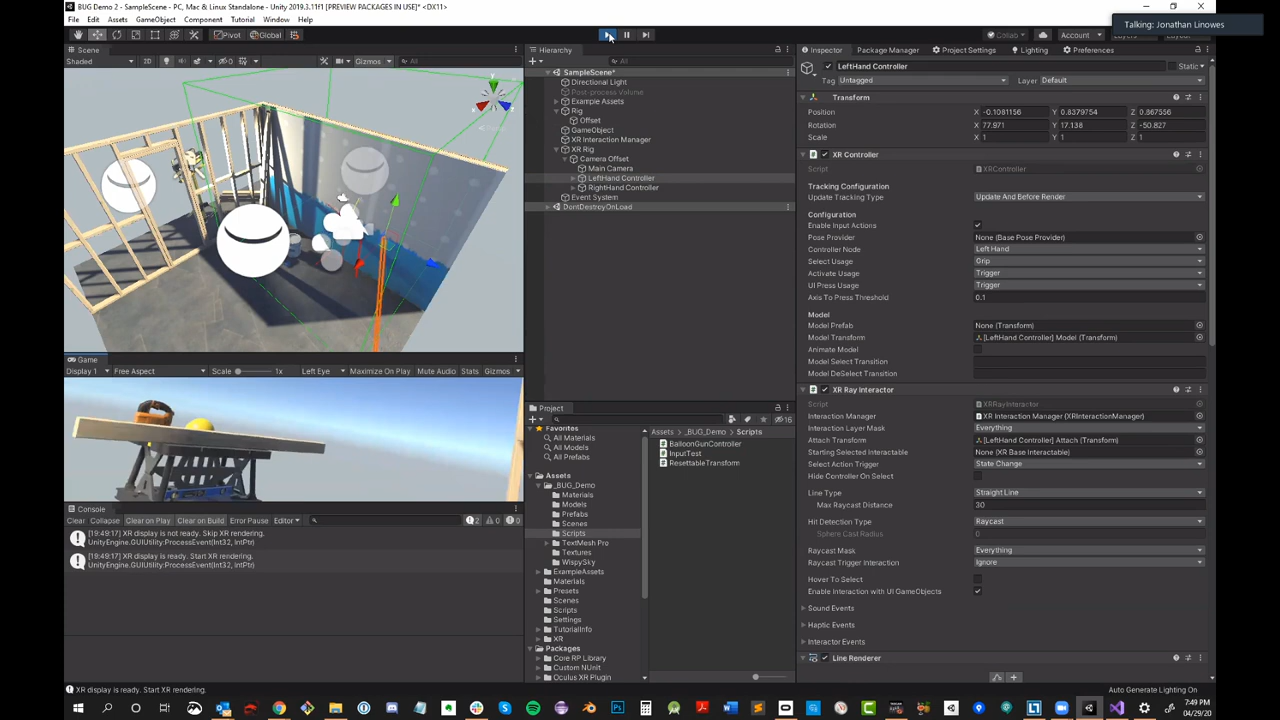 BUG Demo 2 - SampleScene - PC, Mac & Linux Standalone - Unity 2019.3.11f1 [PREVIEW PACKAGES IN USE]* <DX11>
File Edit Assets GameObject Component Tutorial Window Help
Talking: Jonathan Linowes
Pivot Global
Collab Account
Scene
Shaded 2D 0 Gizmos All
Hierarchy
All
SampleScene*
Directional Light
Post-process Volume
Example Assets
Rig
Offset
GameObject
XR Interaction Manager
XR Rig
Camera Offset
Main Camera
LeftHand Controller
RightHand Controller
Event System
DontDestroyOnLoad
Game
Display 1 Free Aspect Scale 1x Left Eye Maximize On Play Mute Audio Stats Gizmos
Console
Clear Collapse Clear on Play Clear on Build Error Pause Editor 2 0 0
[19:49:17] XR display is not ready. Skip XR rendering.
UnityEngine.GUIUtility:ProcessEvent(Int32, IntPtr)
[19:49:17] XR display is ready. Start XR rendering.
UnityEngine.GUIUtility:ProcessEvent(Int32, IntPtr)
Project
16
Favorites
All Materials
All Models
All Prefabs
Assets
_BUG_Demo
Materials
Models
Prefabs
Scenes
Scripts
TextMesh Pro
Textures
WispySky
ExampleAssets
Materials
Presets
Scenes
Scripts
Settings
TutorialInfo
XR
Packages
Core RP Library
Custom NUnit
Oculus XR Plugin
Assets _BUG_Demo Scripts
BalloonGunController
InputTest
ResettableTransform
Inspector Package Manager Project Settings Lighting Preferences
LeftHand Controller Static
Tag Untagged Layer Default
Transform
Position X -0.1081156 Y 0.8379754 Z 0.867556
Rotation X 77.971 Y 17.138 Z -50.827
Scale X 1 Y 1 Z 1
XR Controller
Script XRController
Tracking Configuration
Update Tracking Type Update And Before Render
Configuration
Enable Input Actions
Pose Provider None (Base Pose Provider)
Controller Node Left Hand
Select Usage Grip
Activate Usage Trigger
UI Press Usage Trigger
Axis To Press Threshold 0.1
Model
Model Prefab None (Transform)
Model Transform [LeftHand Controller] Model (Transform)
Animate Model
Model Select Transition
Model DeSelect Transition
XR Ray Interactor
Script XRRayInteractor
Interaction Manager XR Interaction Manager (XRInteractionManager)
Interaction Layer Mask Everything
Attach Transform [LeftHand Controller] Attach (Transform)
Starting Selected Interactable None (XR Base Interactable)
Select Action Trigger State Change
Hide Controller On Select
Line Type Straight Line
Max Raycast Distance 30
Hit Detection Type Raycast
Sphere Cast Radius 0
Raycast Mask Everything
Raycast Trigger Interaction Ignore
Hover To Select
Enable Interaction with UI GameObjects
Sound Events
Haptic Events
Interactor Events
Line Renderer
XR display is ready. Start XR rendering.
Auto Generate Lighting On
7:49 PM
04/29/20